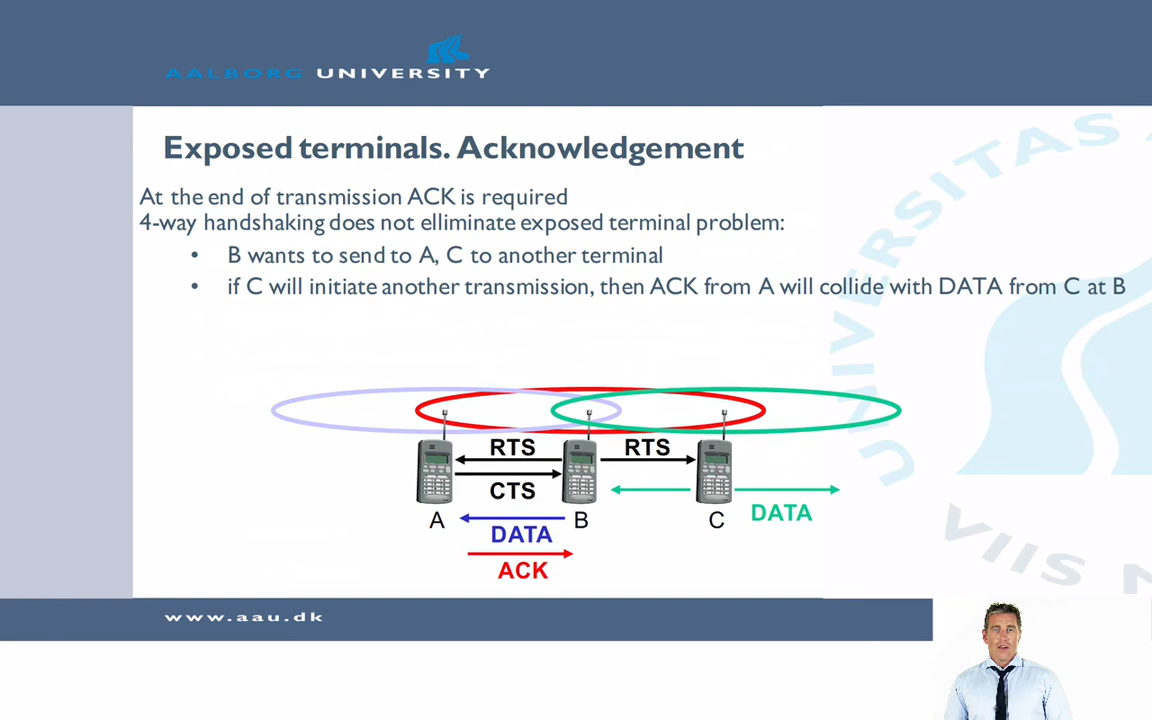 AALBORG UNIVERSITY
Exposed terminals. Acknowledgement
At the end of transmission ACK is required
4-way handshaking does not elliminate exposed terminal problem:
• B wants to send to A, C to another terminal
• if C will initiate another transmission, then ACK from A will collide with DATA from C at B
RTS RTS
CTS
A B C DATA
DATA
ACK
UNIVERSITAS
VIIS N
www.aau.dk